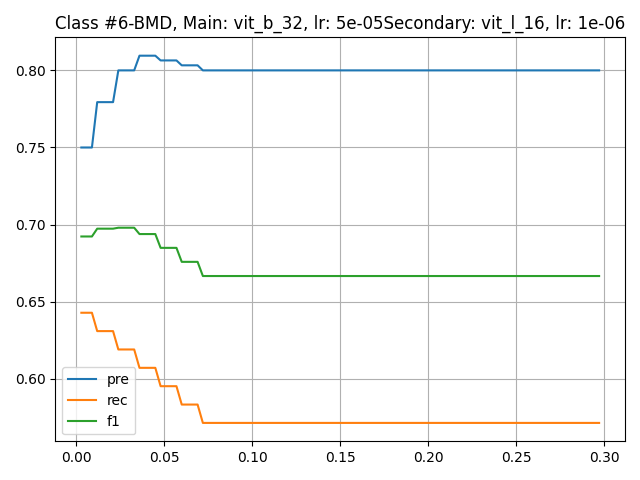 Class #6-BMD, Main: vit_b_32, lr: 5e-05Secondary: vit_l_16, lr: 1e-06
0.80
0.75
0.70
0.65
0.60
pre
rec
f1
0.00 0.05 0.10 0.15 0.20 0.25 0.30